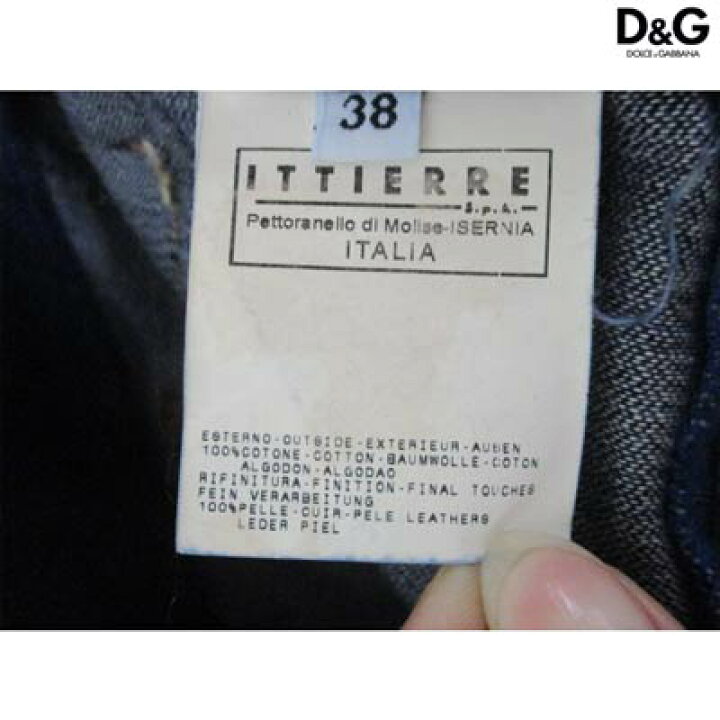 D&G
DOLCE & GABBANA
38
ITTIERRE
S.p.A.
Pettoranello di Molise-ISERNIA
ITALIA
ESTERNO-OUTSIDE-EXTERIEUR-AUBEN
100%COTONE-COTTON-BAUMWOLLE-COTON
ALGODON-ALGODAO
RIFINITURA-FINITION-FINAL TOUCHES
FEIN VERARBEITUNG
100%PELLE-CUIR-PELE LEATHERS
LEDER PIEL